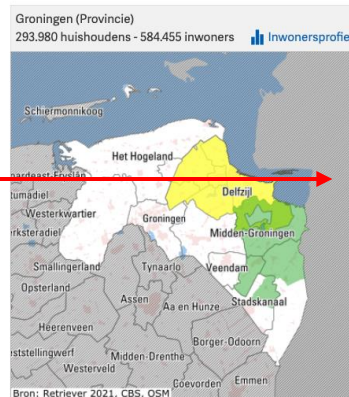 Groningen (Provincie)
293.980 huishoudens - 584.455 inwoners Inwonersprofie
Schiermonnikoog
Het Hogeland
oardeast-Fryslân
Delfzijl
tumadiel
Westerkwartier
Groningen
rksteradiel
Midden-Groningen
Smallingerland
Tynaarlo
Veendam
Opsterland
Assen
Aa en Hunze
Stadskanaal
Heerenveen
Borger-Odoorn
eststellingwerf
Midden-Drenthe
Westerveld
Coevorden
Emmen
Bron: Retriever 2021, CBS, OSM